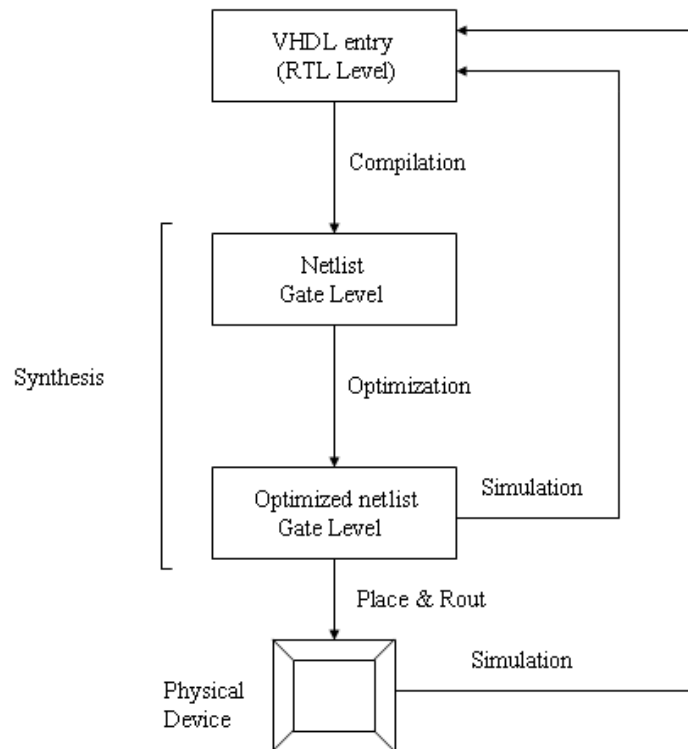 VHDL entry
(RTL Level)
Compilation
Netlist
Gate Level
Synthesis
Optimization
Optimized netlist
Gate Level
Simulation
Place & Rout
Simulation
Physical
Device